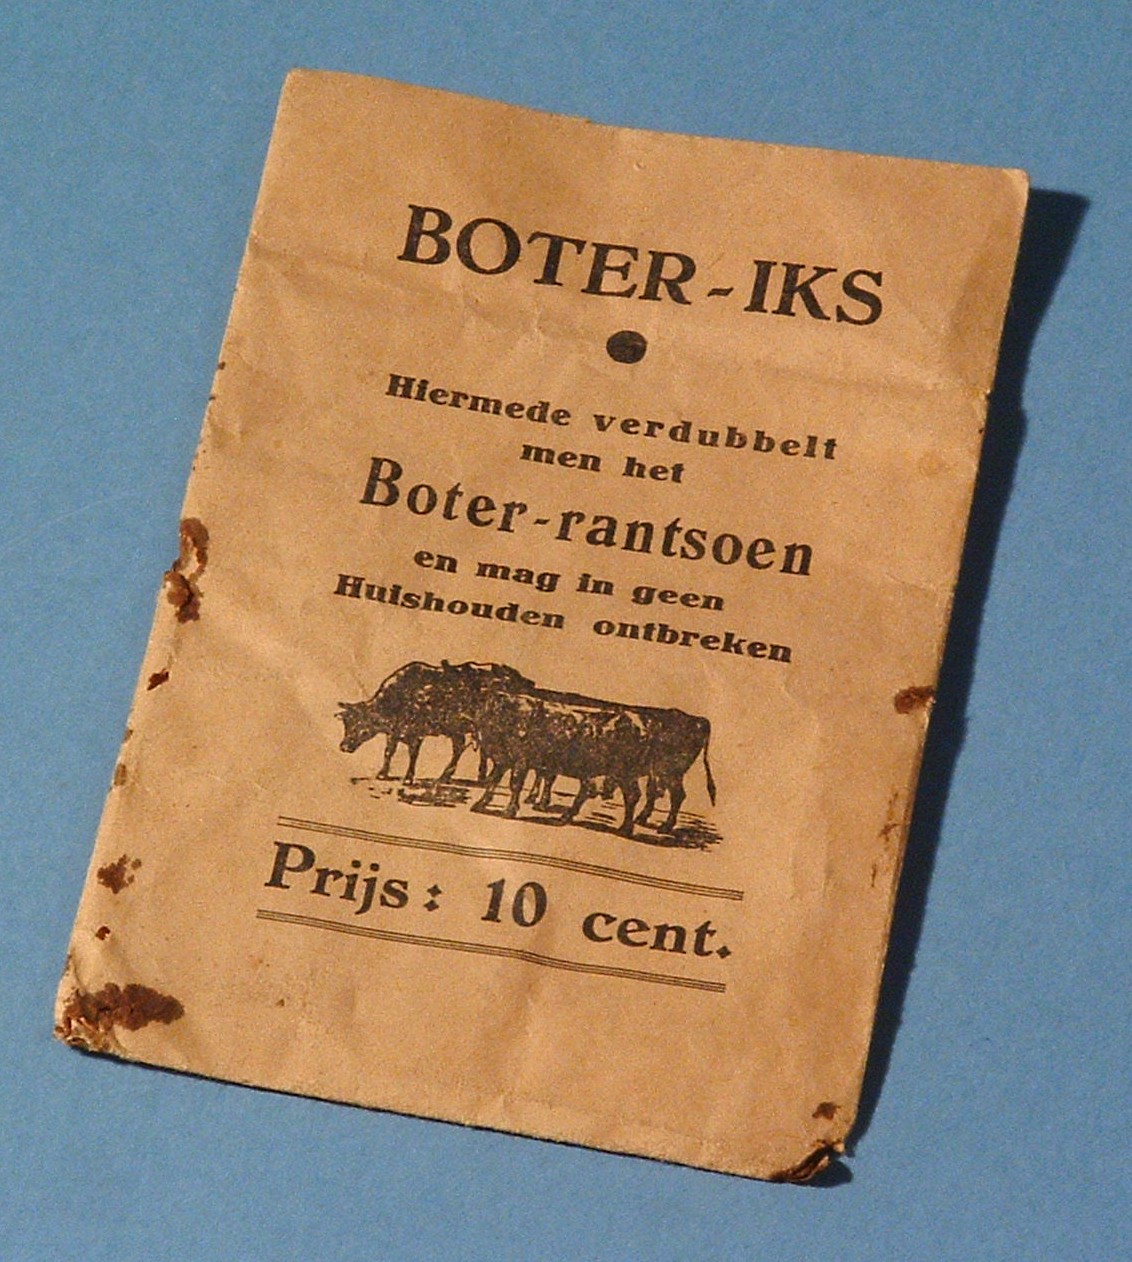 BOTER-IKS
Hiermede verdubbelt
men het
Boter-rantsoen
en mag in geen
Huishouden ontbreken
Prijs: 10 cent.